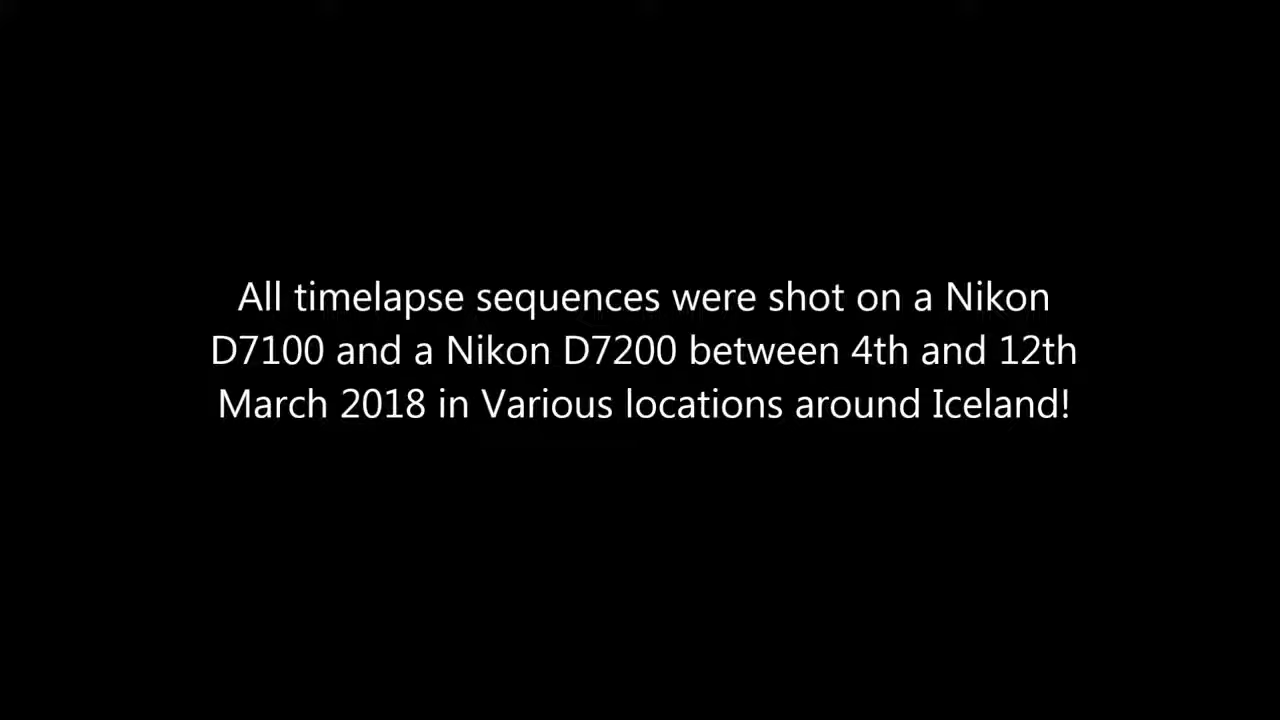 All timelapse sequences were shot on a Nikon
D7100 and a Nikon D7200 between 4th and 12th
March 2018 in Various locations around Iceland!